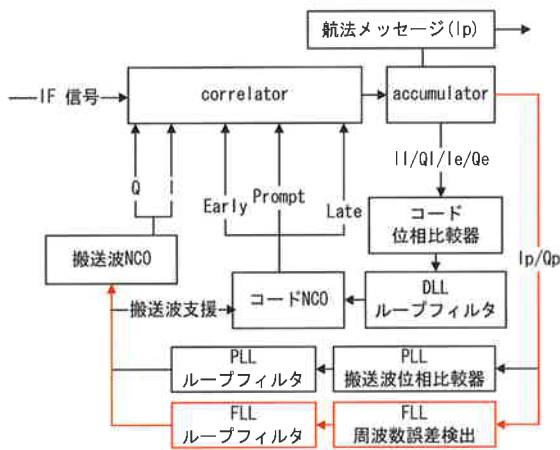 航法メッセージ(Ip)
IF 信号
correlator
accumulator
Il/Ql/Ie/Qe
Q
I
Early
Prompt
Late
コード
位相比較器
Ip/Qp
搬送波NCO
搬送波支援
コードNCO
DLL
ループフィルタ
PLL
ループフィルタ
PLL
搬送波位相比較器
FLL
ループフィルタ
FLL
周波数誤差検出